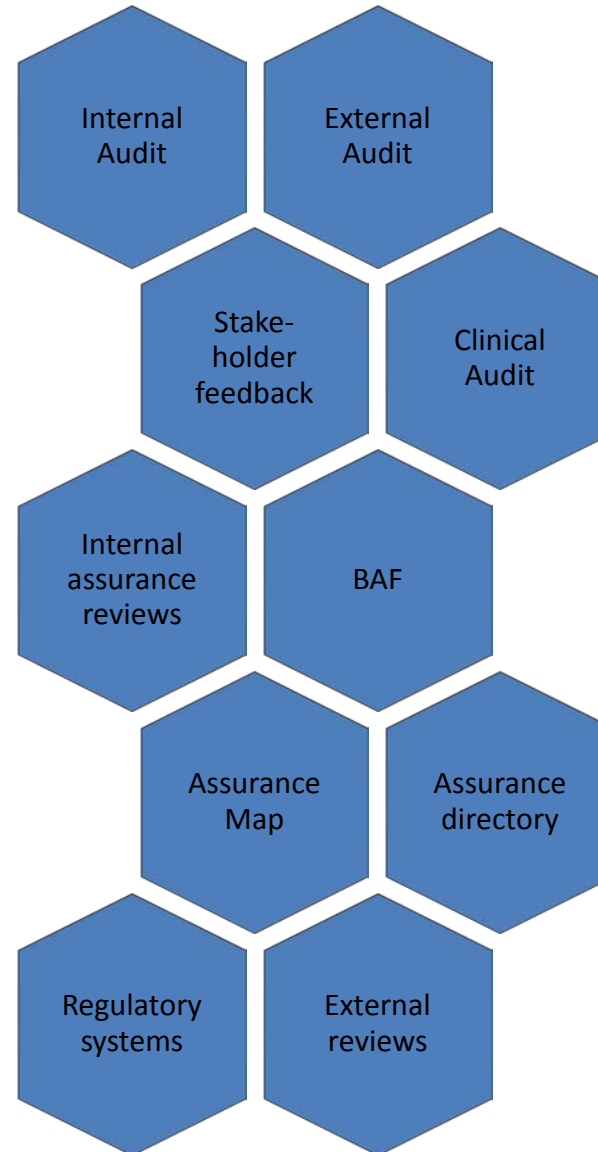 Internal
Audit
External
Audit
Stake-
holder
feedback
Clinical
Audit
Internal
assurance
reviews
BAF
Assurance
Map
Assurance
directory
Regulatory
systems
External
reviews